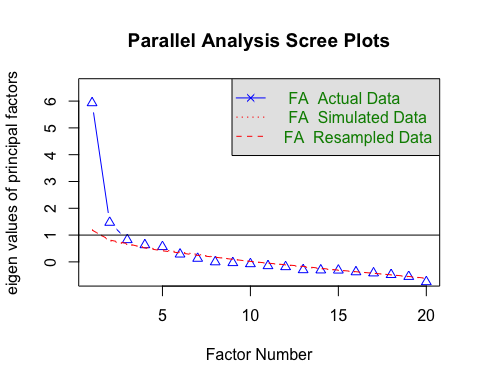 Parallel Analysis Scree Plots
eigen values of principal factors
6
5
4
3
2
1
0
FA Actual Data
FA Simulated Data
FA Resampled Data
5
10
15
20
Factor Number